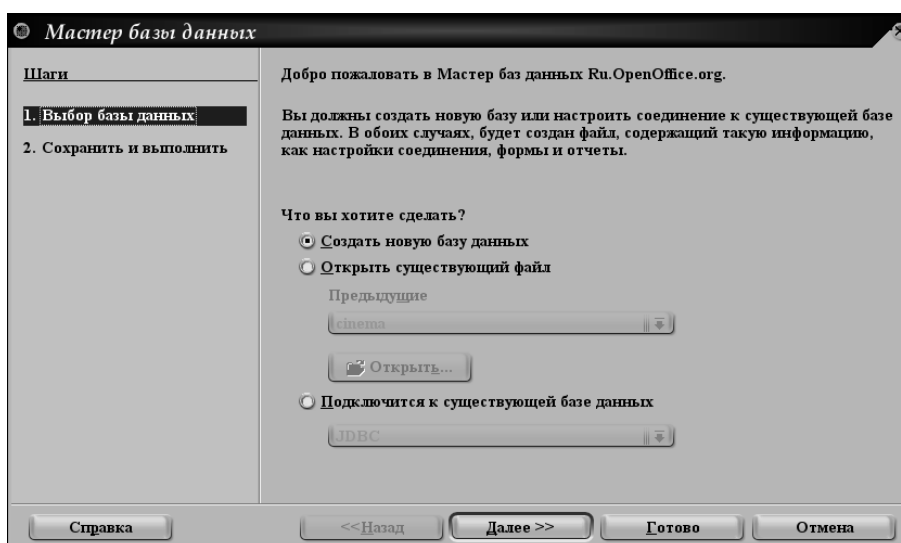 Мастер базы данных
Шаги
1. Выбор базы данных
2. Сохранить и выполнить
Добро пожаловать в Мастер баз данных Ru.OpenOffice.org.
Вы должны создать новую базу или настроить соединение к существующей базе
данных. В обоих случаях, будет создан файл, содержащий такую информацию,
как настройки соединения, формы и отчеты.
Что вы хотите сделать?
Создать новую базу данных
Открыть существующий файл
Предыдущие
cinema
Открыть...
Подключится к существующей базе данных
JDBC
Справка
<<Назад
Далее >>
Готово
Отмена